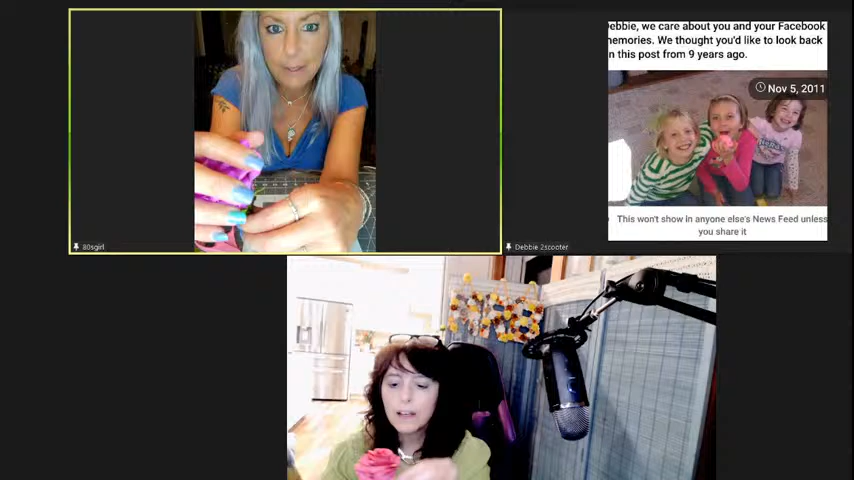 Debbie, we care about you and your Facebook
memories. We thought you'd like to look back
on this post from 9 years ago.
Nov 5, 2011
This won't show in anyone else's News Feed unless
you share it
80sgirl
Debbie 2scooter